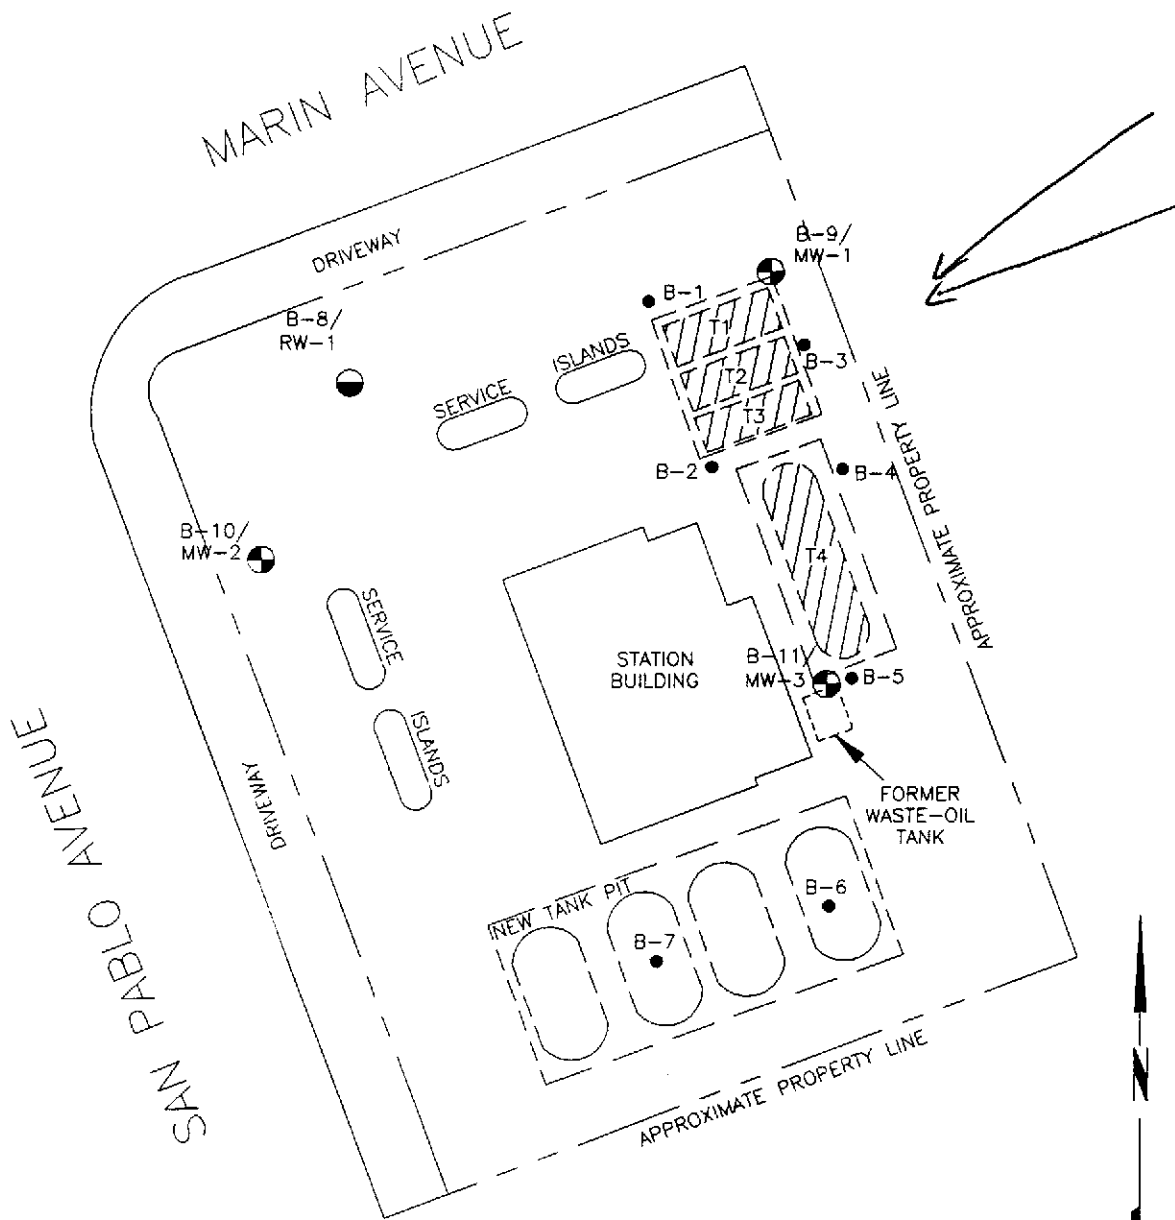 MARIN AVENUE
DRIVEWAY
B-9/
MW-1
B-1
B-8/
RW-1
T1
ISLANDS
B-3
T2
SERVICE
T3
APPROXIMATE PROPERTY LINE
B-2
B-4
B-10/
MW-2
T4
SERVICE
STATION
BUILDING
B-11/
MW-3
B-5
ISLANDS
SAN PABLO AVENUE
DRIVEWAY
FORMER
WASTE-OIL
TANK
NEW TANK PIT
B-6
B-7
APPROXIMATE PROPERTY LINE
N